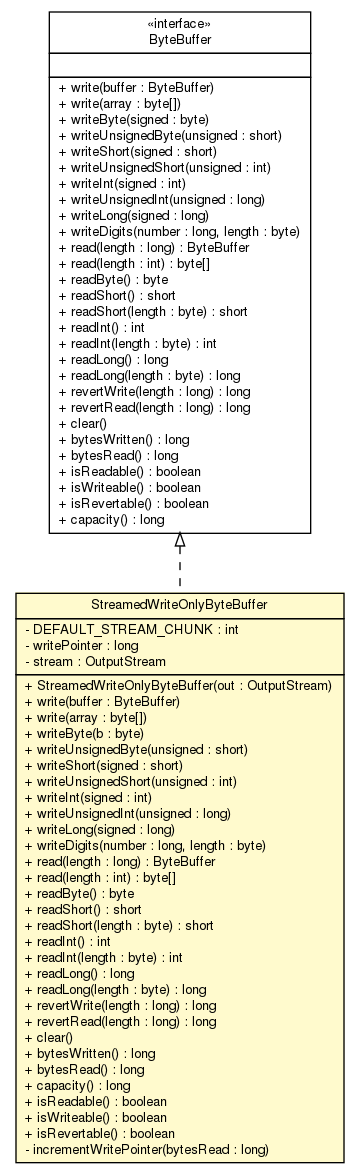 «interface»
ByteBuffer
+ write(buffer : ByteBuffer)
+ write(array : byte[])
+ writeByte(signed : byte)
+ writeUnsignedByte(unsigned : short)
+ writeShort(signed : short)
+ writeUnsignedShort(unsigned : int)
+ writeInt(signed : int)
+ writeUnsignedInt(unsigned : long)
+ writeLong(signed : long)
+ writeDigits(number : long, length : byte)
+ read(length : long) : ByteBuffer
+ read(length : int) : byte[]
+ readByte() : byte
+ readShort() : short
+ readShort(length : byte) : short
+ readInt() : int
+ readInt(length : byte) : int
+ readLong() : long
+ readLong(length : byte) : long
+ revertWrite(length : long) : long
+ revertRead(length : long) : long
+ clear()
+ bytesWritten() : long
+ bytesRead() : long
+ isReadable() : boolean
+ isWriteable() : boolean
+ isRevertable() : boolean
+ capacity() : long
StreamedWriteOnlyByteBuffer
- DEFAULT_STREAM_CHUNK : int
- writePointer : long
- stream : OutputStream
+ StreamedWriteOnlyByteBuffer(out : OutputStream)
+ write(buffer : ByteBuffer)
+ write(array : byte[])
+ writeByte(b : byte)
+ writeUnsignedByte(unsigned : short)
+ writeShort(signed : short)
+ writeUnsignedShort(unsigned : int)
+ writeInt(signed : int)
+ writeUnsignedInt(unsigned : long)
+ writeLong(signed : long)
+ writeDigits(number : long, length : byte)
+ read(length : long) : ByteBuffer
+ read(length : int) : byte[]
+ readByte() : byte
+ readShort() : short
+ readShort(length : byte) : short
+ readInt() : int
+ readInt(length : byte) : int
+ readLong() : long
+ readLong(length : byte) : long
+ revertWrite(length : long) : long
+ revertRead(length : long) : long
+ clear()
+ bytesWritten() : long
+ bytesRead() : long
+ capacity() : long
+ isReadable() : boolean
+ isWriteable() : boolean
+ isRevertable() : boolean
- incrementWritePointer(bytesRead : long)